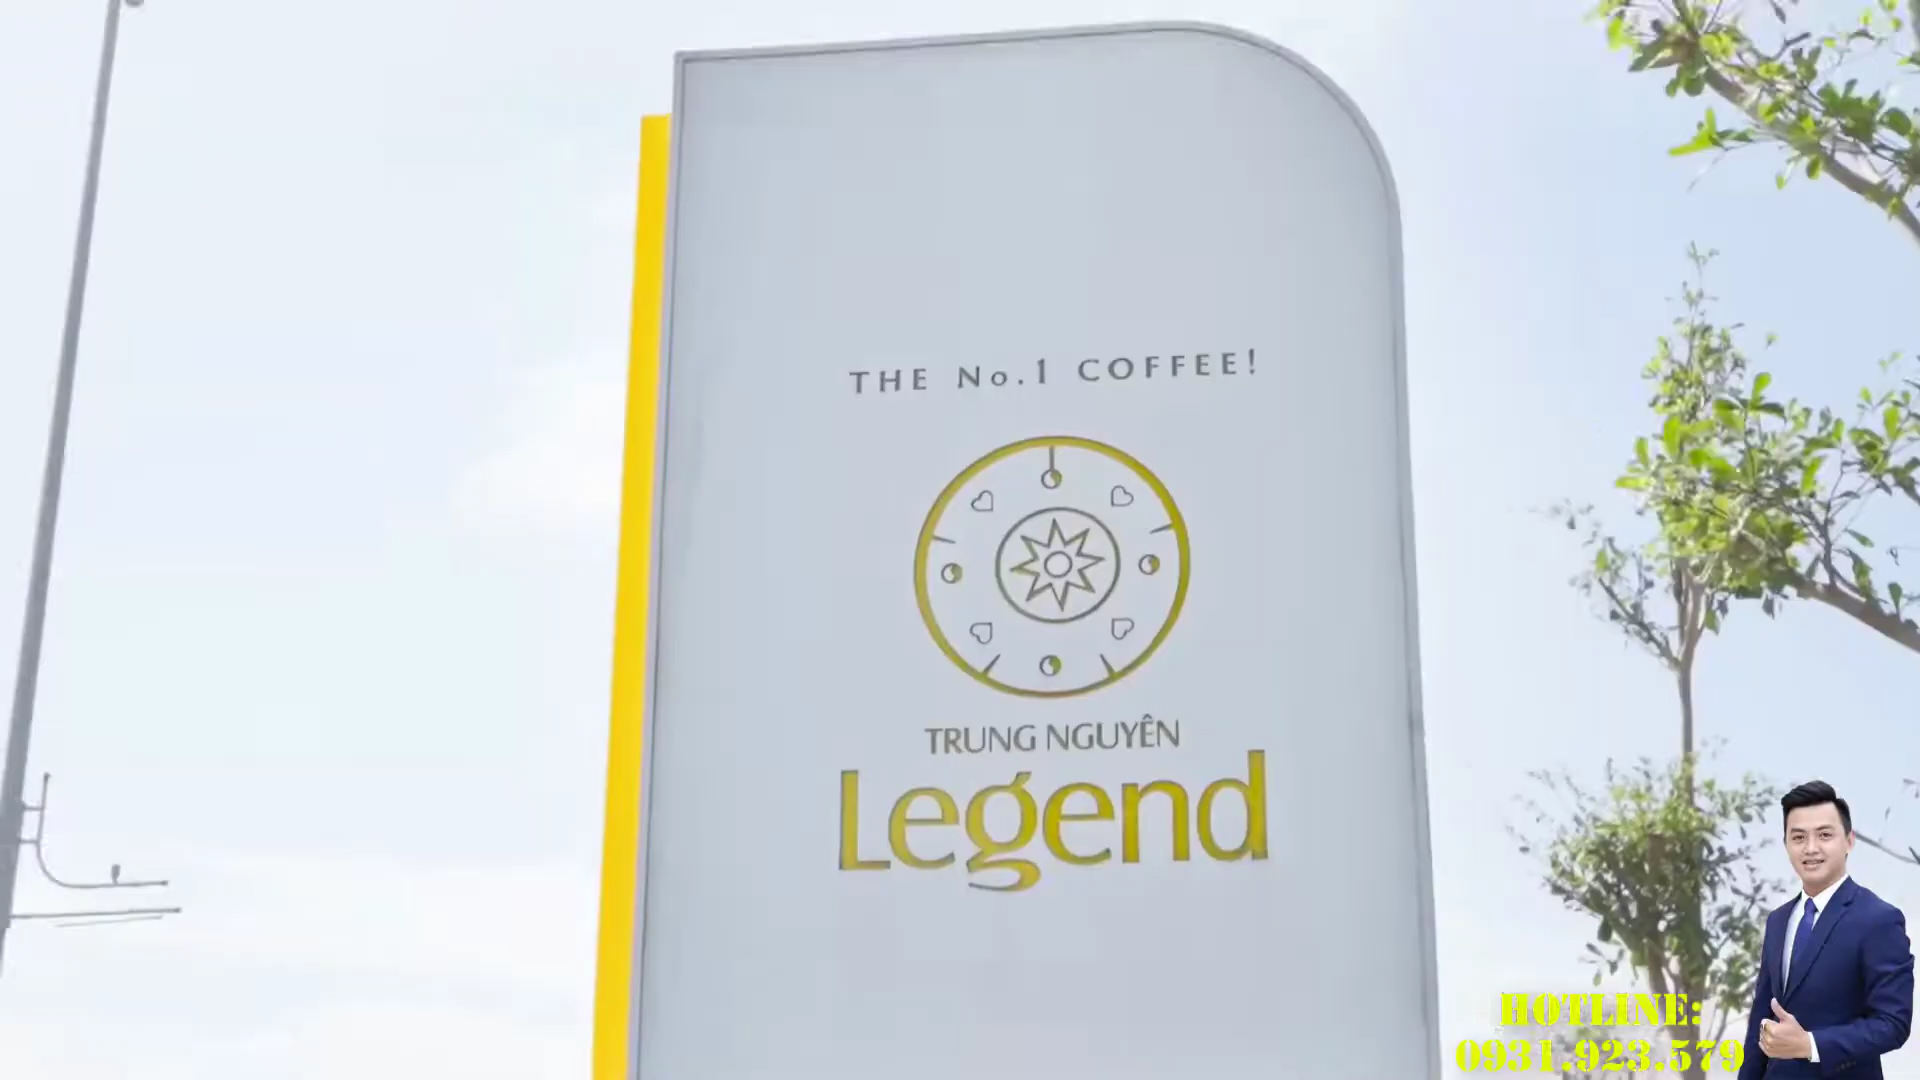 THE No.1 COFFEE!
TRUNG NGUYÊN
Legend
HOTLINE:
0931.923.579